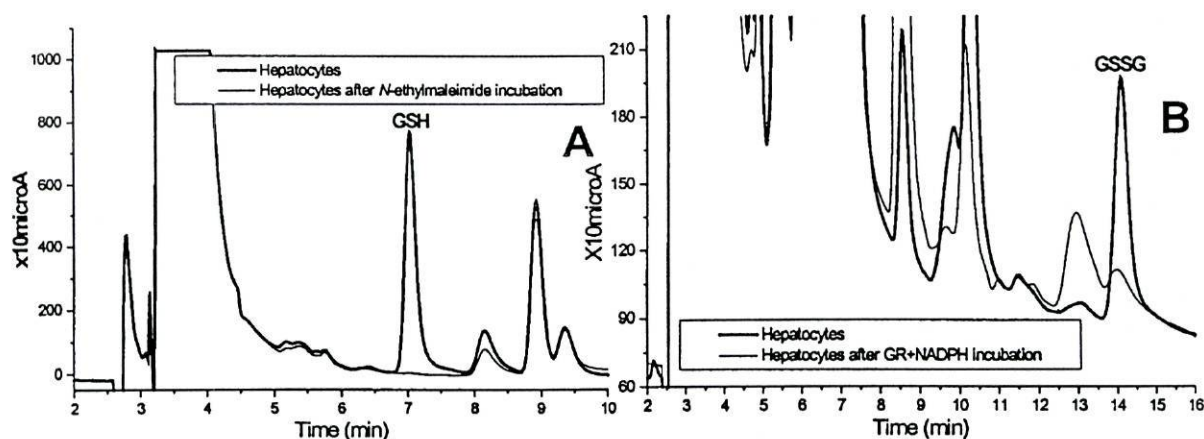 1000
800
600
400
200
0
x10microA
Hepatocytes
Hepatocytes after N-ethylmaleimide incubation
GSH
A
2 3 4 5 6 7 8 9 10
Time (min)
210
180
150
120
90
60
X10microA
GSSG
B
Hepatocytes
Hepatocytes after GR+NADPH incubation
2 3 4 5 6 7 8 9 10 11 12 13 14 15 16
Time (min)